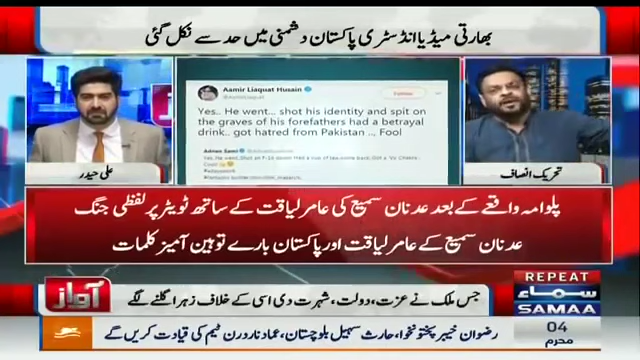 بھارتی میڈیا انڈسٹری پاکستان دشمنی میں حد سے نکل گئی
Aamir Liaquat Husain
@AamirLiaquat
Follow
Yes.. He went... shot his identity and spit on
the graves of his forefathers had a betrayal
drink.. got hatred from Pakistan ... Fool
Adnan Sami
علی حیدر
تحریک انصاف
پلوامہ واقعے کے بعد عدنان سمیع کی عامر لیاقت کے ساتھ ٹویٹر پر لفظی جنگ
عدنان سمیع کے عامر لیاقت اور پاکستان بارے توہین آمیز کلمات
REPEAT
آواز
جس ملک نے عزت، دولت، شہرت دی اسی کے خلاف زہر اگلنے لگے
سماء
SAMAA
رضوان خیبر پختونخوا، حارث سہیل بلوچستان، عماد ناردرن ٹیم کی قیادت کریں گے
04
محرم